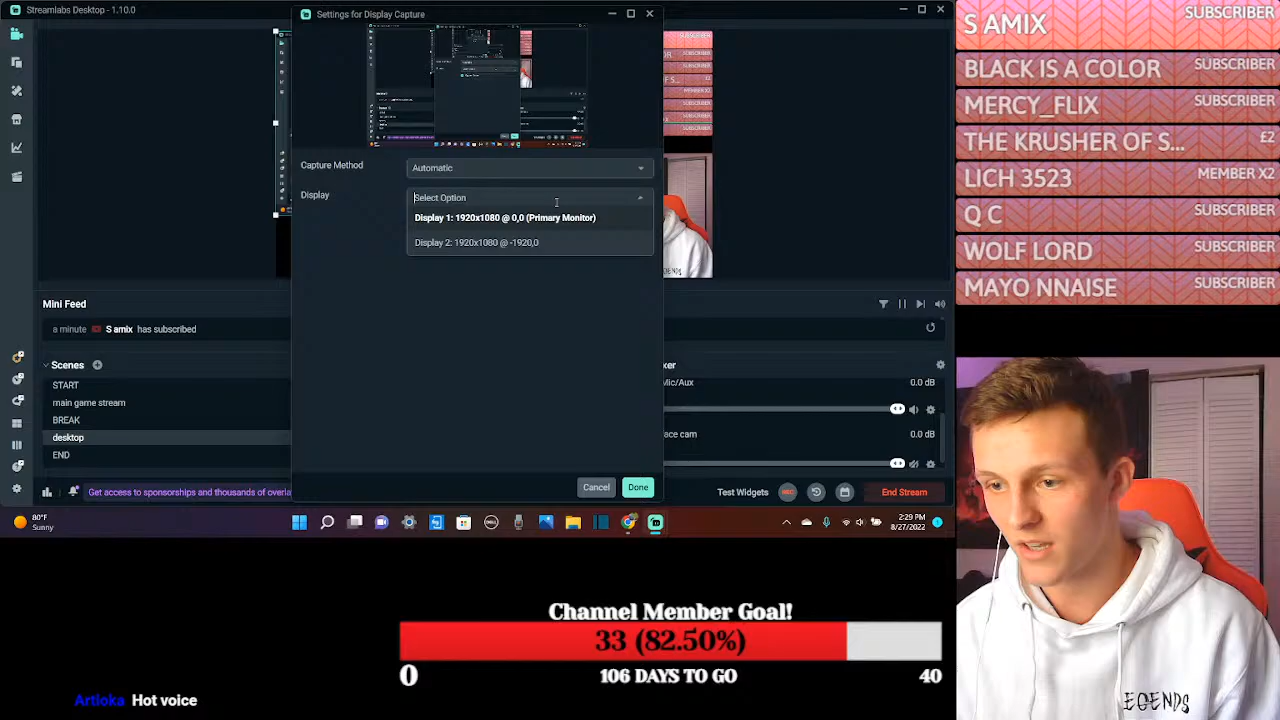 Streamlabs Desktop - 1.10.0
Settings for Display Capture
Capture Method
Automatic
Display
Select Option
Display 1: 1920x1080 @ 0,0 (Primary Monitor)
Display 2: 1920x1080 @ -1920,0
Mini Feed
a minute S amix has subscribed
Scenes
START
main game stream
BREAK
desktop
END
xer
Mic/Aux 0.0 dB
ace cam 0.0 dB
Cancel
Done
Get access to sponsorships and thousands of overla
Test Widgets
REC
End Stream
80°F
Sunny
2:29 PM
8/27/2022
S AMIX SUBSCRIBER
BLACK IS A COLOR SUBSCRIBER
MERCY_FLIX SUBSCRIBER
THE KRUSHER OF S... £2
LICH 3523 MEMBER X2
Q C SUBSCRIBER
WOLF LORD SUBSCRIBER
MAYO NNAISE SUBSCRIBER
Channel Member Goal!
33 (82.50%)
0 106 DAYS TO GO 40
Artloka Hot voice
EGENDS